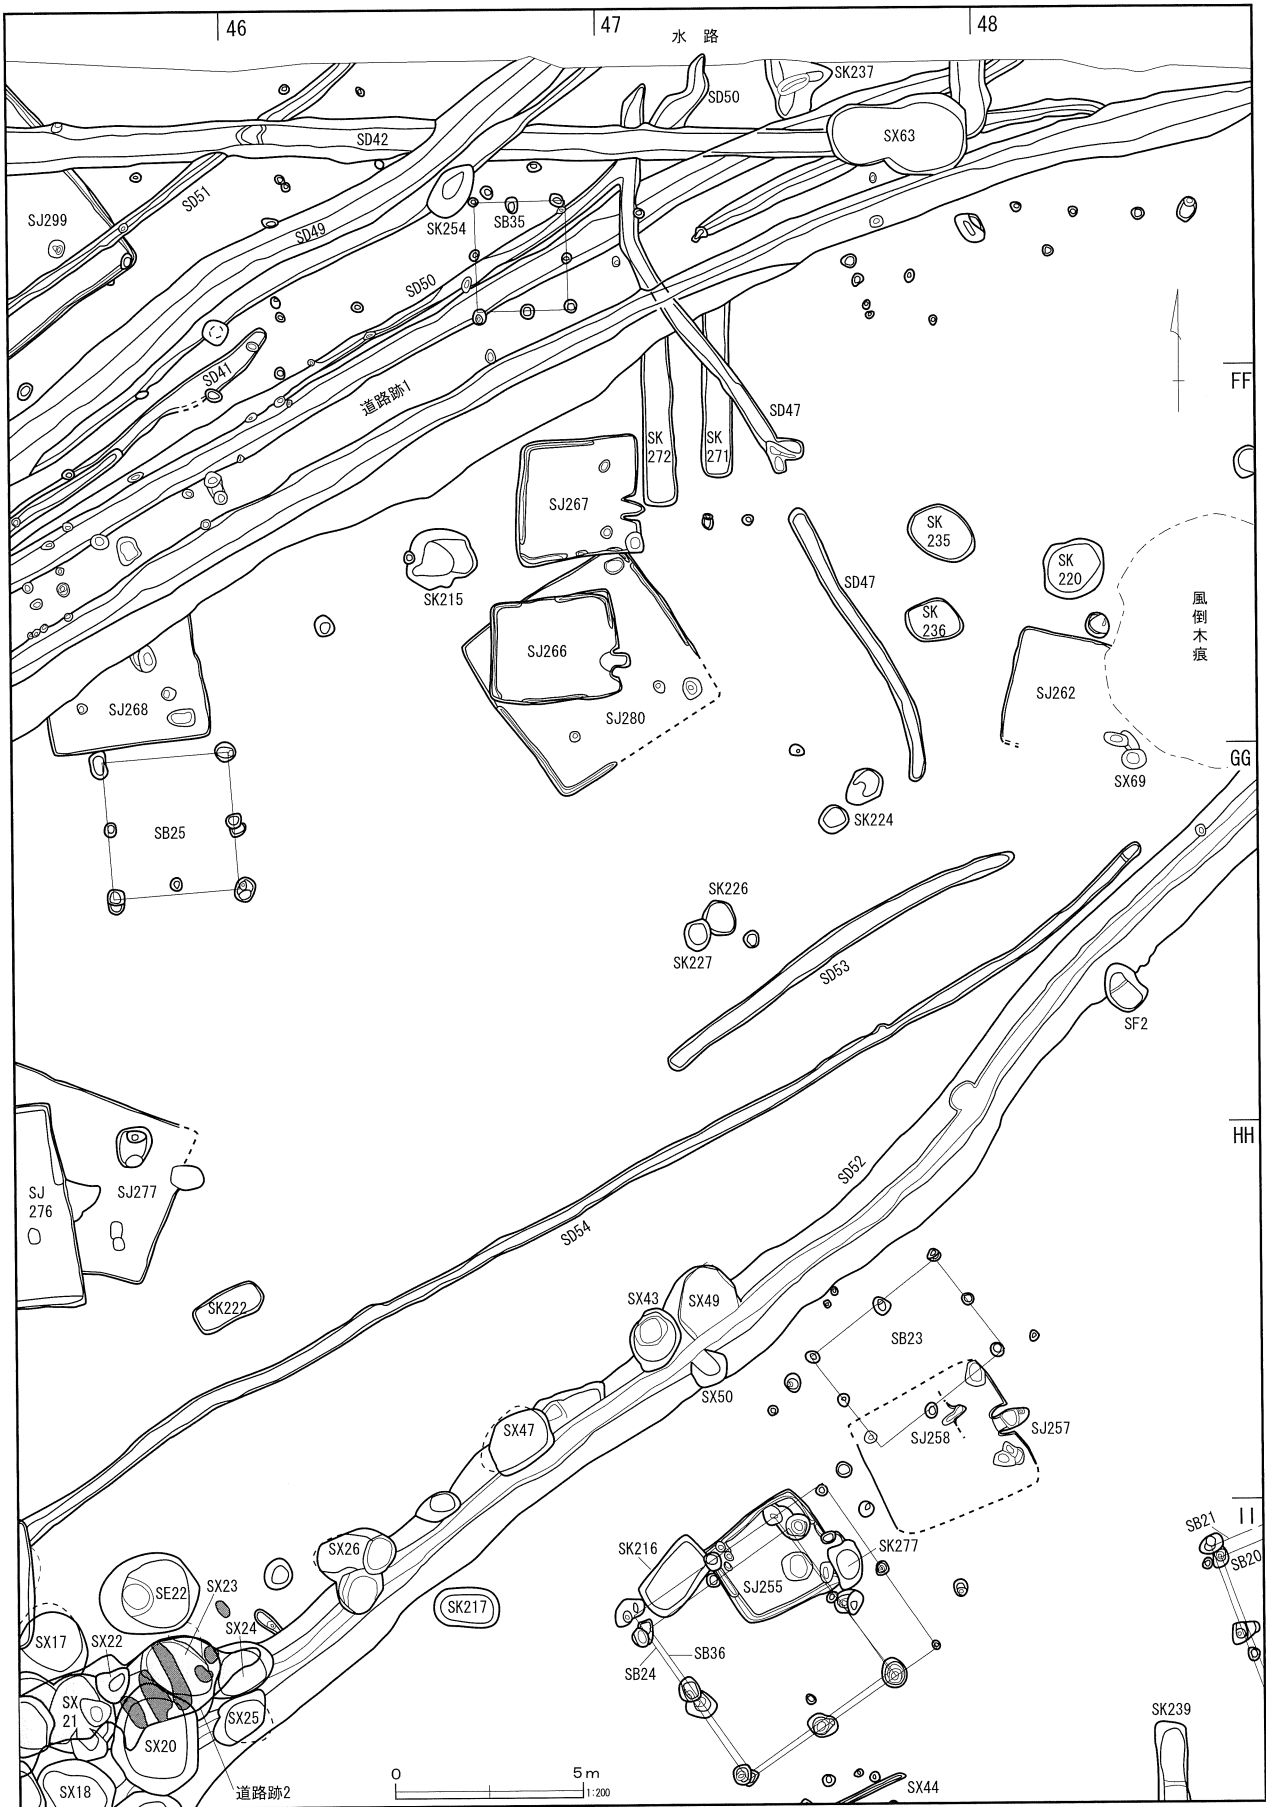 46
47
48
水 路
SK237
SD50
SD42
SX63
SD51
SJ299
SD49
SK254
SB35
SD50
FF
SD41
道路跡1
SD47
SK
272
SK
271
SJ267
SK
235
SK
220
SK215
SD47
SK
236
風倒木痕
SJ266
SJ268
SJ280
SJ262
GG
SX69
SK224
SB25
SK226
SK227
SD53
SF2
HH
SD52
SJ
276
SJ277
SD54
SK222
SX43
SX49
SB23
SX50
SX47
SJ258
SJ257
II
SB21
SB20
SX26
SK216
SK277
SE22
SX23
SJ255
SX24
SK217
SX17
SX22
SB36
SB24
SX
21
SX25
SX20
SK239
SX18
道路跡2
0
5m
1:200
SX44